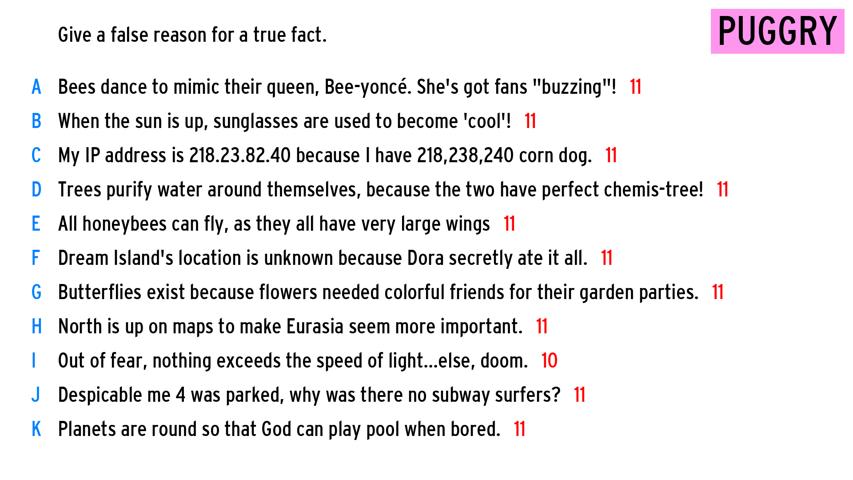 Give a false reason for a true fact.
PUGGRY
A Bees dance to mimic their queen, Bee-yoncé. She's got fans "buzzing"! 11
B When the sun is up, sunglasses are used to become 'cool'! 11
C My IP address is 218.23.82.40 because I have 218,238,240 corn dog. 11
D Trees purify water around themselves, because the two have perfect chemis-tree! 11
E All honeybees can fly, as they all have very large wings 11
F Dream Island's location is unknown because Dora secretly ate it all. 11
G Butterflies exist because flowers needed colorful friends for their garden parties. 11
H North is up on maps to make Eurasia seem more important. 11
I Out of fear, nothing exceeds the speed of light...else, doom. 10
J Despicable me 4 was parked, why was there no subway surfers? 11
K Planets are round so that God can play pool when bored. 11